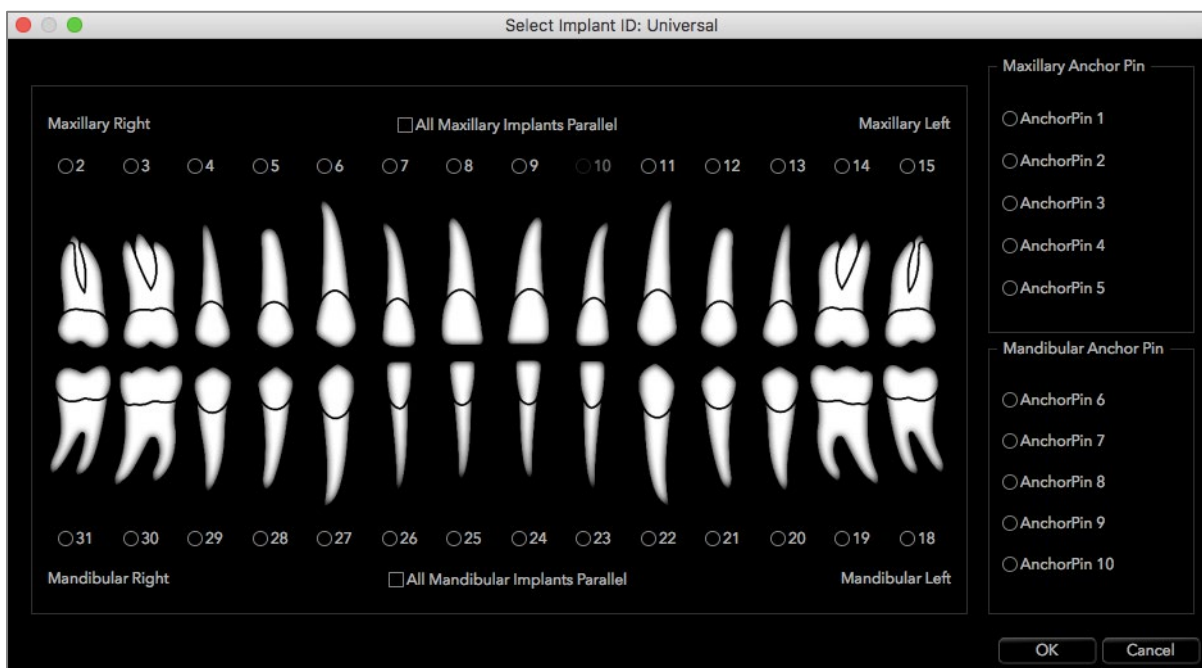 Select Implant ID: Universal
Maxillary Right
All Maxillary Implants Parallel
Maxillary Left
2 3 4 5 6 7 8 9 10 11 12 13 14 15
31 30 29 28 27 26 25 24 23 22 21 20 19 18
Mandibular Right
All Mandibular Implants Parallel
Mandibular Left
Maxillary Anchor Pin
AnchorPin 1
AnchorPin 2
AnchorPin 3
AnchorPin 4
AnchorPin 5
Mandibular Anchor Pin
AnchorPin 6
AnchorPin 7
AnchorPin 8
AnchorPin 9
AnchorPin 10
OK
Cancel